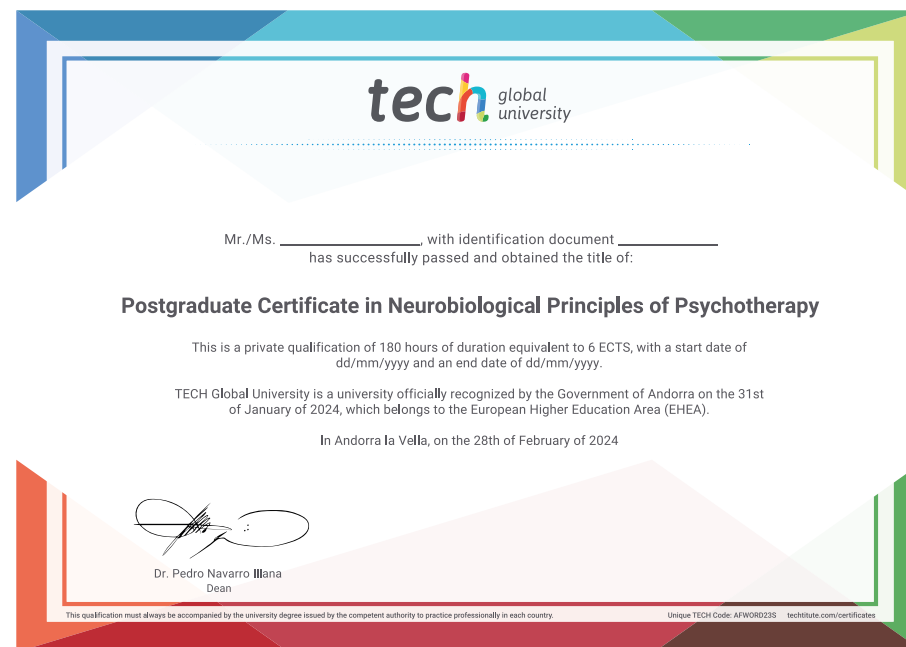 tech global
university
Mr./Ms. ____________________, with identification document ______________
has successfully passed and obtained the title of:
Postgraduate Certificate in Neurobiological Principles of Psychotherapy
This is a private qualification of 180 hours of duration equivalent to 6 ECTS, with a start date of
dd/mm/yyyy and an end date of dd/mm/yyyy.
TECH Global University is a university officially recognized by the Government of Andorra on the 31st
of January of 2024, which belongs to the European Higher Education Area (EHEA).
In Andorra la Vella, on the 28th of February of 2024
Dr. Pedro Navarro Illana
Dean
This qualification must always be accompanied by the university degree issued by the competent authority to practice professionally in each country.
Unique TECH Code: AFWORD23S techtitute.com/certificates